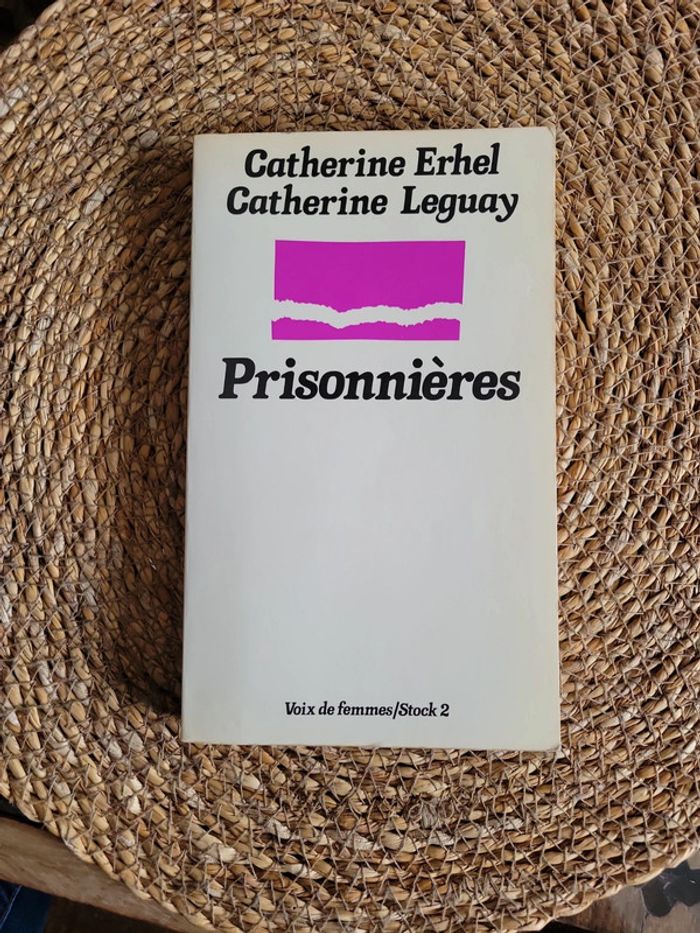 Catherine Erhel
Catherine Leguay
Prisonnières
Voix de femmes/Stock 2